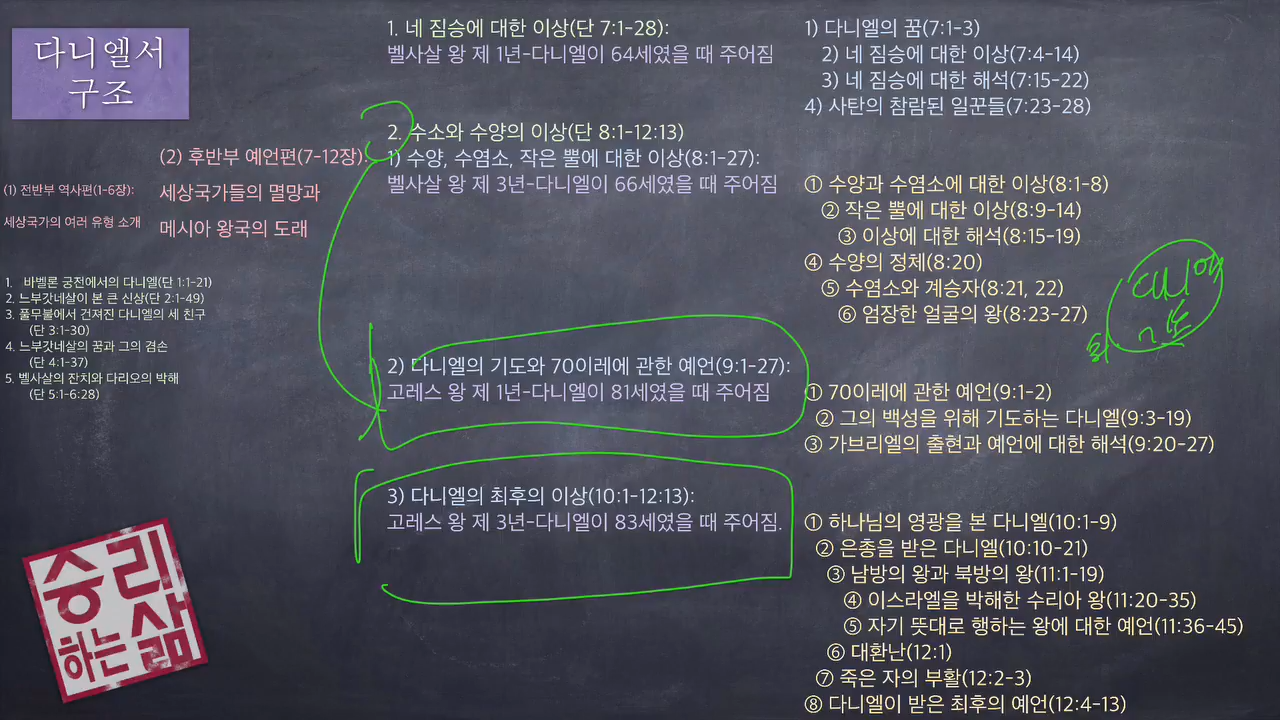 다니엘서
구조
(1) 전반부 역사편(1-6장):
세상국가의 여러 유형 소개
1. 바벨론 궁전에서의 다니엘(단 1:1-21)
2. 느부갓네살이 본 큰 신상(단 2:1-49)
3. 풀무불에서 건져진 다니엘의 세 친구
(단 3:1-30)
4. 느부갓네살의 꿈과 그의 겸손
(단 4:1-37)
5. 벨사살의 잔치와 다리오의 박해
(단 5:1-6:28)
(2) 후반부 예언편(7-12장):
세상국가들의 멸망과
메시아 왕국의 도래
1. 네 짐승에 대한 이상(단 7:1-28):
벨사살 왕 제 1년-다니엘이 64세였을 때 주어짐
1) 다니엘의 꿈(7:1-3)
2) 네 짐승에 대한 이상(7:4-14)
3) 네 짐승에 대한 해석(7:15-22)
4) 사탄의 참람된 일꾼들(7:23-28)
2. 수소와 수양의 이상(단 8:1-12:13)
1) 수양, 수염소, 작은 뿔에 대한 이상(8:1-27):
벨사살 왕 제 3년-다니엘이 66세였을 때 주어짐
① 수양과 수염소에 대한 이상(8:1-8)
② 작은 뿔에 대한 이상(8:9-14)
③ 이상에 대한 해석(8:15-19)
④ 수양의 정체(8:20)
⑤ 수염소와 계승자(8:21, 22)
⑥ 엄장한 얼굴의 왕(8:23-27)
다니엘
기도
2) 다니엘의 기도와 70이레에 관한 예언(9:1-27):
고레스 왕 제 1년-다니엘이 81세였을 때 주어짐
① 70이레에 관한 예언(9:1-2)
② 그의 백성을 위해 기도하는 다니엘(9:3-19)
③ 가브리엘의 출현과 예언에 대한 해석(9:20-27)
3) 다니엘의 최후의 이상(10:1-12:13):
고레스 왕 제 3년-다니엘이 83세였을 때 주어짐.
① 하나님의 영광을 본 다니엘(10:1-9)
② 은총을 받은 다니엘(10:10-21)
③ 남방의 왕과 북방의 왕(11:1-19)
④ 이스라엘을 박해한 수리아 왕(11:20-35)
⑤ 자기 뜻대로 행하는 왕에 대한 예언(11:36-45)
⑥ 대환난(12:1)
⑦ 죽은 자의 부활(12:2-3)
⑧ 다니엘이 받은 최후의 예언(12:4-13)
승리
하는 삶